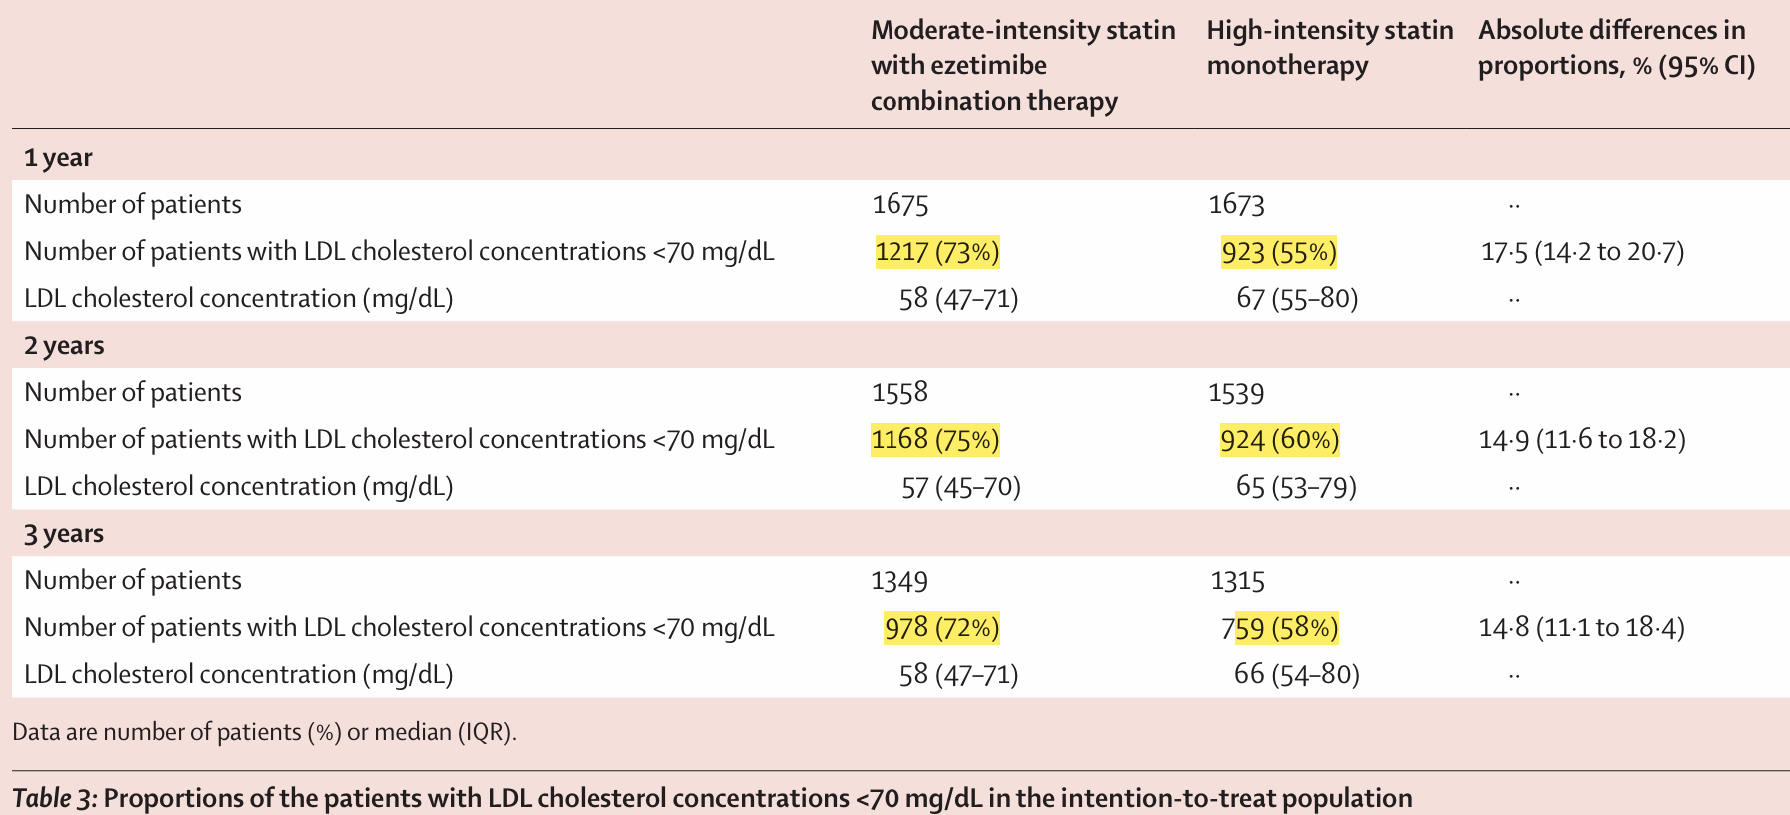 Moderate-intensity statin with ezetimibe combination therapy High-intensity statin monotherapy Absolute differences in proportions, % (95% CI)
1 year
Number of patients 1675 1673 ··
Number of patients with LDL cholesterol concentrations <70 mg/dL 1217 (73%) 923 (55%) 17·5 (14·2 to 20·7)
LDL cholesterol concentration (mg/dL) 58 (47–71) 67 (55–80) ··
2 years
Number of patients 1558 1539 ··
Number of patients with LDL cholesterol concentrations <70 mg/dL 1168 (75%) 924 (60%) 14·9 (11·6 to 18·2)
LDL cholesterol concentration (mg/dL) 57 (45–70) 65 (53–79) ··
3 years
Number of patients 1349 1315 ··
Number of patients with LDL cholesterol concentrations <70 mg/dL 978 (72%) 759 (58%) 14·8 (11·1 to 18·4)
LDL cholesterol concentration (mg/dL) 58 (47–71) 66 (54–80) ··
Data are number of patients (%) or median (IQR).
Table 3: Proportions of the patients with LDL cholesterol concentrations <70 mg/dL in the intention-to-treat population